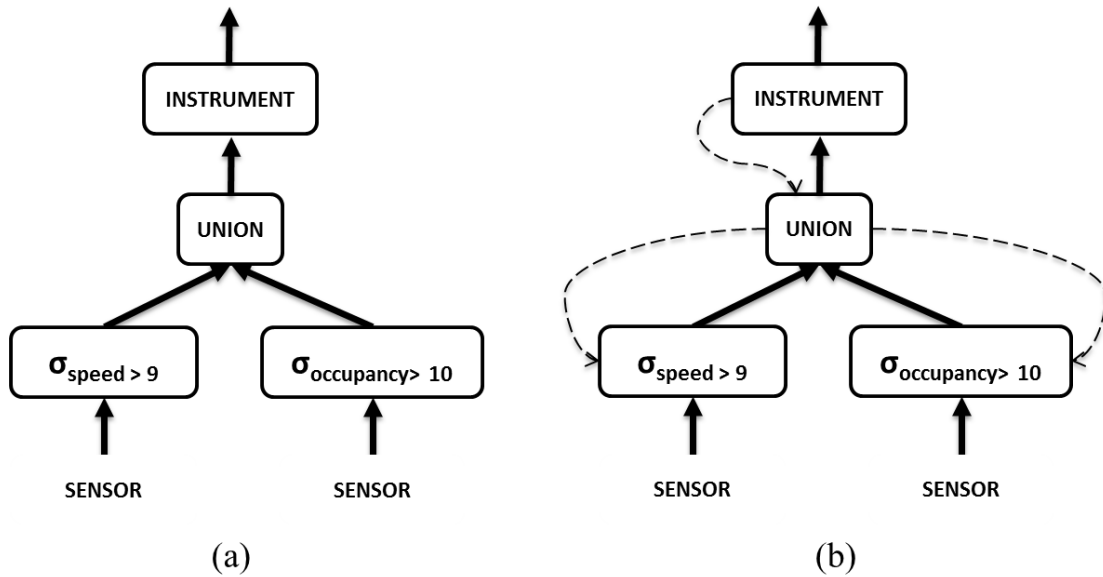 INSTRUMENT
UNION
σspeed > 9
σoccupancy> 10
SENSOR
SENSOR
(a)
INSTRUMENT
UNION
σspeed > 9
σoccupancy> 10
SENSOR
SENSOR
(b)